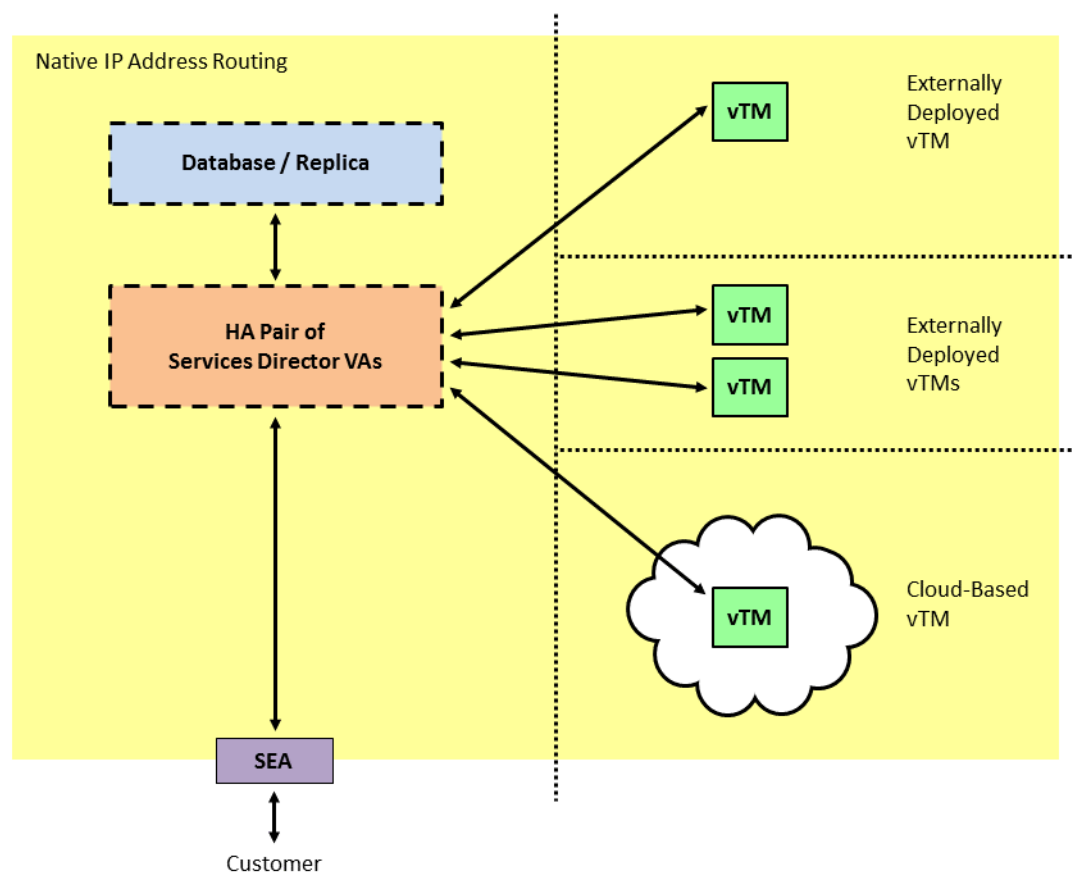 Native IP Address Routing
Database / Replica
HA Pair of
Services Director VAs
SEA
Customer
vTM
Externally
Deployed
vTM
vTM
vTM
Externally
Deployed
vTMs
vTM
Cloud-Based
vTM